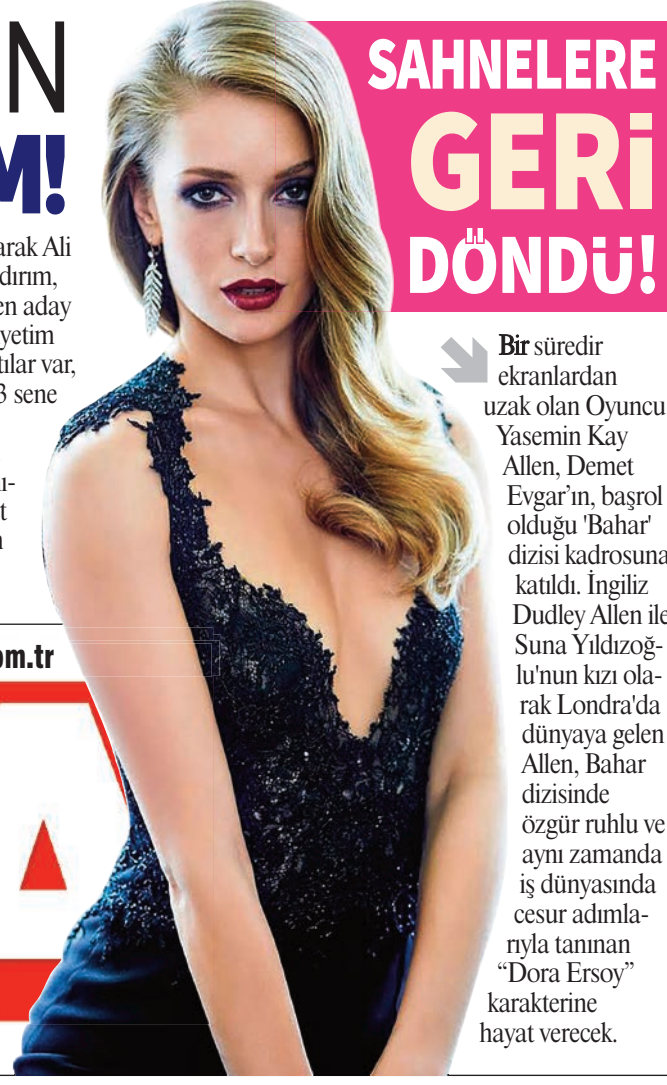 N
M!
arak Ali
dırım,
en aday
yetim
tılar var,
3 sene
ı-
t
n
om.tr
SAHNELERE
GERİ
DÖNDÜ!
Bir süredir
ekranlardan
uzak olan Oyuncu
Yasemin Kay
Allen, Demet
Evgar’ın, başrol
olduğu 'Bahar'
dizisi kadrosuna
katıldı. İngiliz
Dudley Allen ile
Suna Yıldızoğ-
lu'nun kızı ola-
rak Londra'da
dünyaya gelen
Allen, Bahar
dizisinde
özgür ruhlu ve
aynı zamanda
iş dünyasında
cesur adımla-
rıyla tanınan
“Dora Ersoy”
karakterine
hayat verecek.